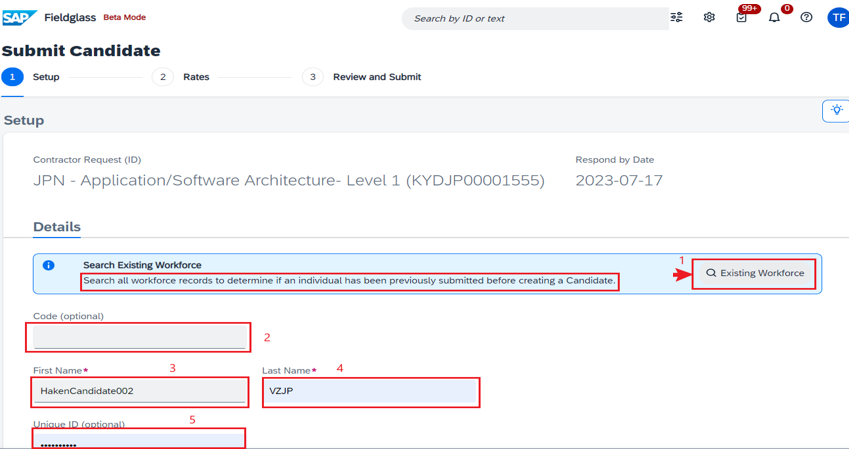 SAP Fieldglass Beta Mode Search by ID or text 99+ 0 TF
Submit Candidate
1 Setup 2 Rates 3 Review and Submit
Setup
Contractor Request (ID) Respond by Date
JPN - Application/Software Architecture- Level 1 (KYDJP00001555) 2023-07-17
Details
Search Existing Workforce
Search all workforce records to determine if an individual has been previously submitted before creating a Candidate.
1 Existing Workforce
Code (optional)
2
First Name* 3 Last Name* 4
HakenCandidate002 VZJP
Unique ID (optional) 5
••••••••••